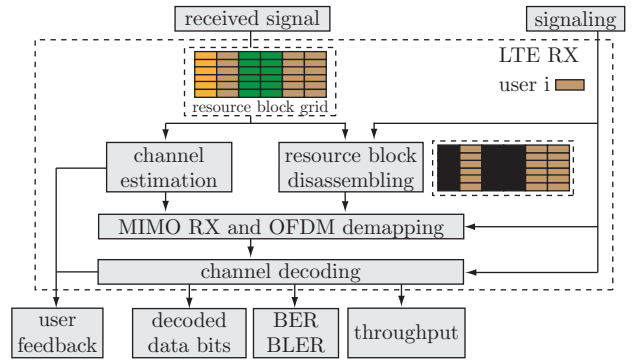 received signal
signaling
LTE RX
user i
resource block grid
channel
estimation
resource block
disassembling
MIMO RX and OFDM demapping
channel decoding
user
feedback
decoded
data bits
BER
BLER
throughput